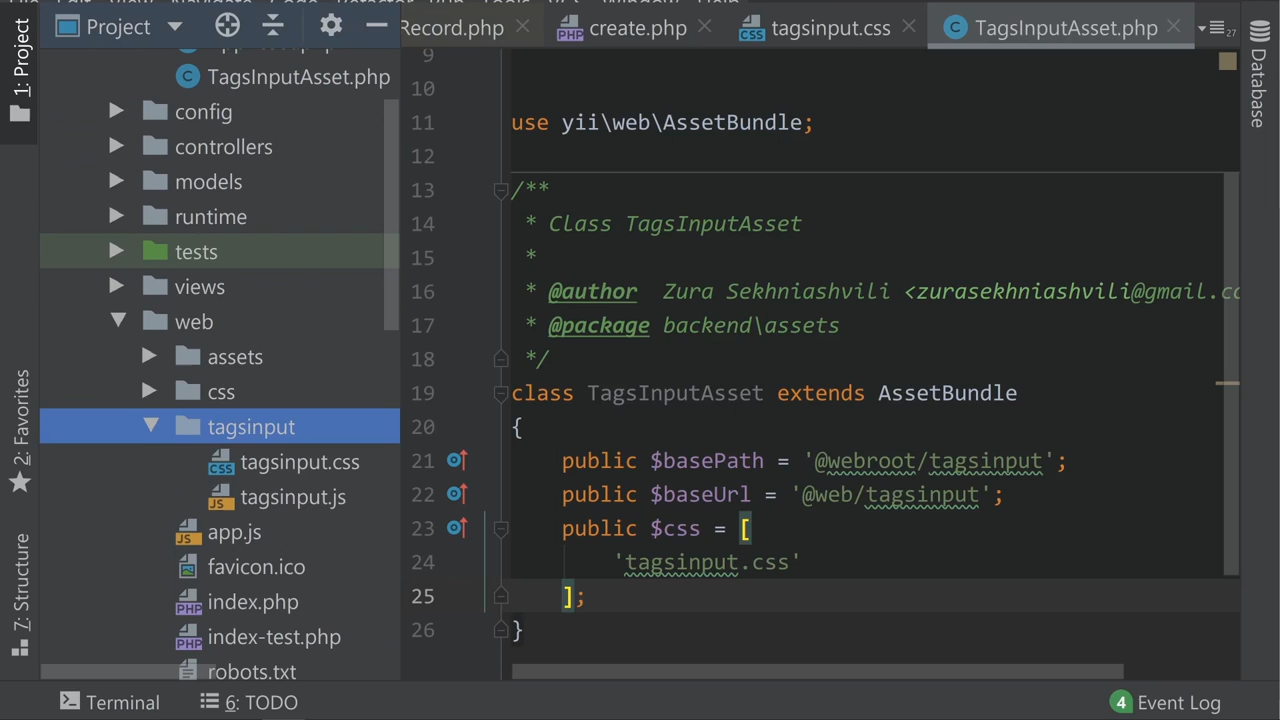 Project
Record.php
create.php
tagsinput.css
TagsInputAsset.php
27
1: Project
2: Favorites
7: Structure
Database
TagsInputAsset.php
config
controllers
models
runtime
tests
views
web
assets
css
tagsinput
tagsinput.css
tagsinput.js
app.js
favicon.ico
index.php
index-test.php
robots.txt
9
10
11 use yii\web\AssetBundle;
12
13 /**
14 * Class TagsInputAsset
15 *
16 * @author Zura Sekhniashvili <zurasekhniashvili@gmail.co
17 * @package backend\assets
18 */
19 class TagsInputAsset extends AssetBundle
20 {
21 public $basePath = '@webroot/tagsinput';
22 public $baseUrl = '@web/tagsinput';
23 public $css = [
24 'tagsinput.css'
25 ];
26 }
Terminal
6: TODO
4 Event Log